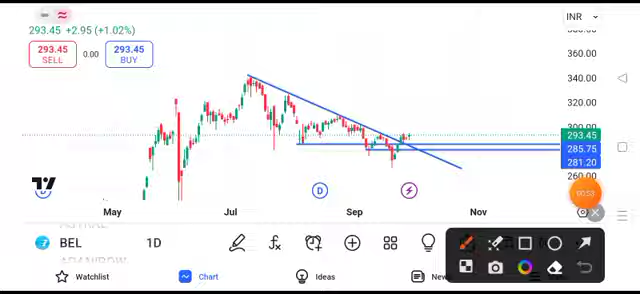 INR
293.45 +2.95 (+1.02%)
293.45
SELL
0.00
293.45
BUY
360.00
340.00
320.00
300.00
293.45
285.75
281.20
260.00
D
May
Jul
Sep
Nov
00:53
BEL
1D
Watchlist
Chart
Ideas
News